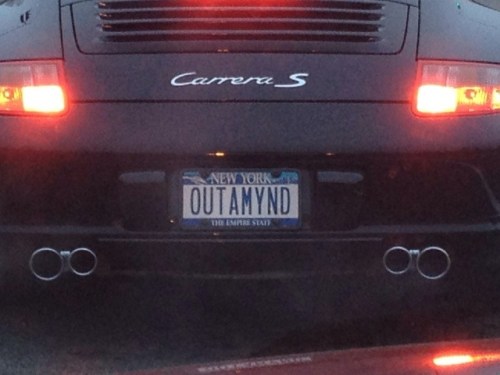 Carrera S
NEW YORK
OUTAMYND
THE EMPIRE STATE